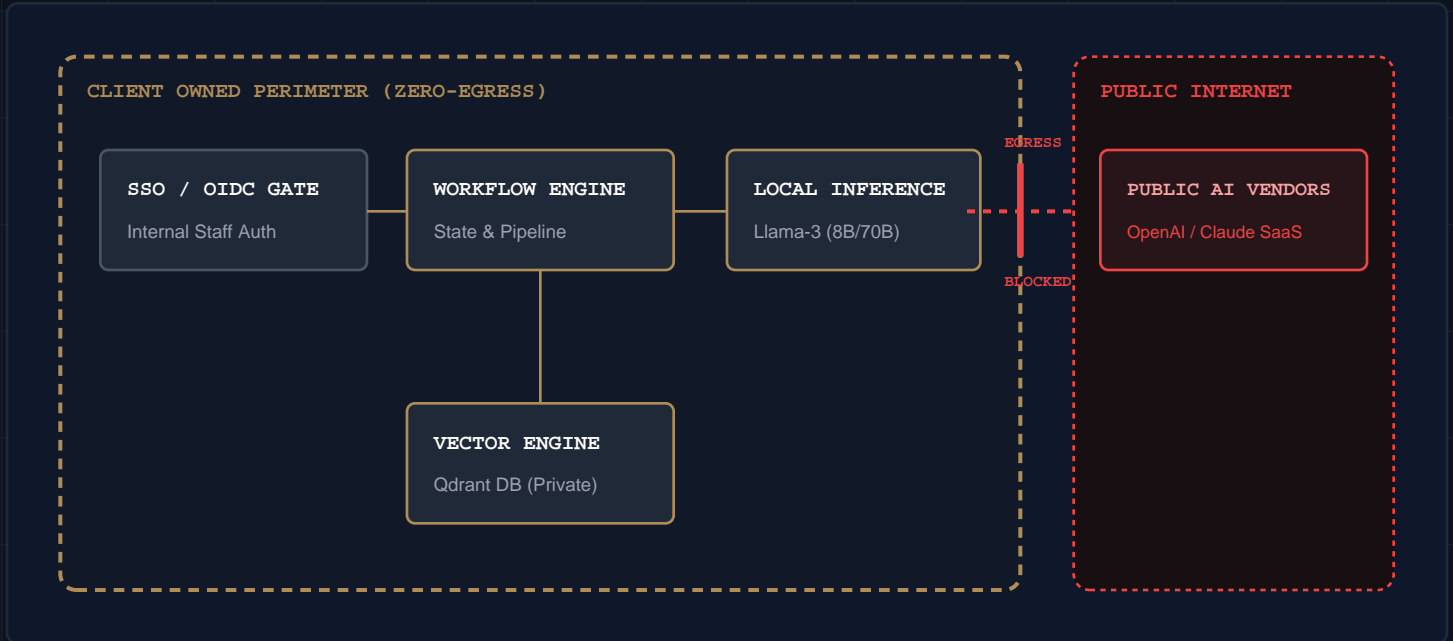 CLIENT OWNED PERIMETER (ZERO-EGRESS)
PUBLIC INTERNET
EGRESS
SSO / OIDC GATE
Internal Staff Auth
WORKFLOW ENGINE
State & Pipeline
LOCAL INFERENCE
Llama-3 (8B/70B)
PUBLIC AI VENDORS
OpenAI / Claude SaaS
BLOCKED
VECTOR ENGINE
Qdrant DB (Private)